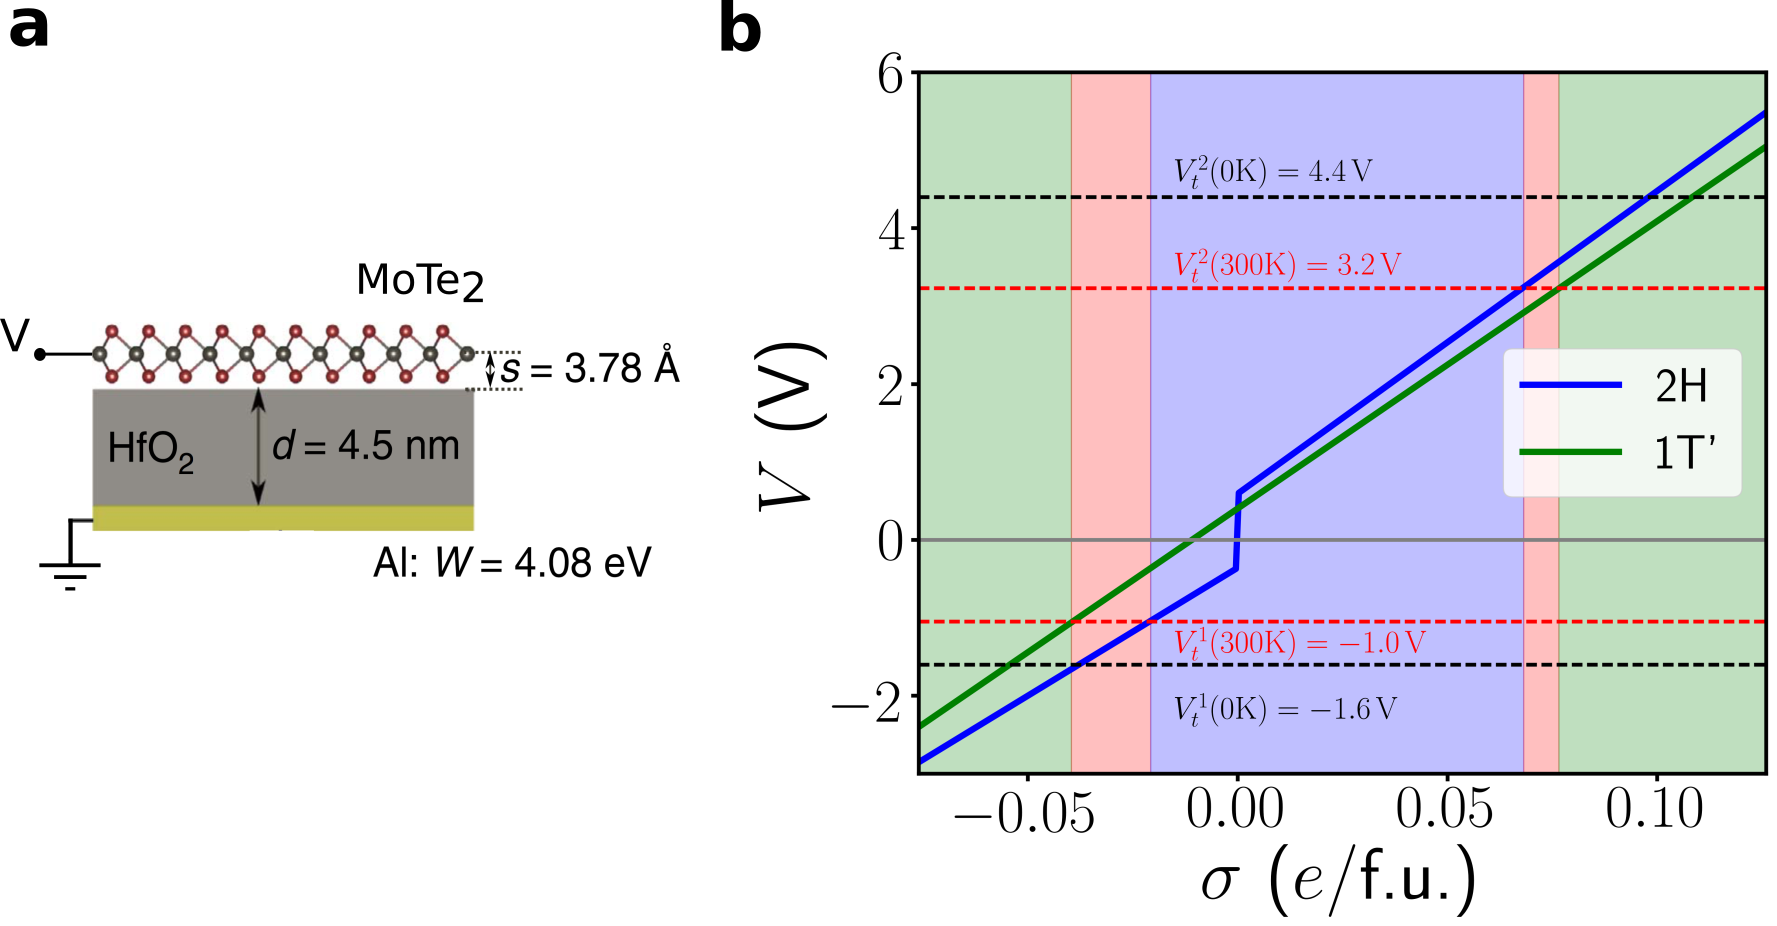 a
MoTe2
V
s = 3.78 Å
HfO2
d = 4.5 nm
Al: W = 4.08 eV
b
6
4
2
0
−2
V (V)
V_t^2(0K) = 4.4 V
V_t^2(300K) = 3.2 V
2H
1T'
V_t^1(300K) = −1.0 V
V_t^1(0K) = −1.6 V
−0.05 0.00 0.05 0.10
σ (e/f.u.)